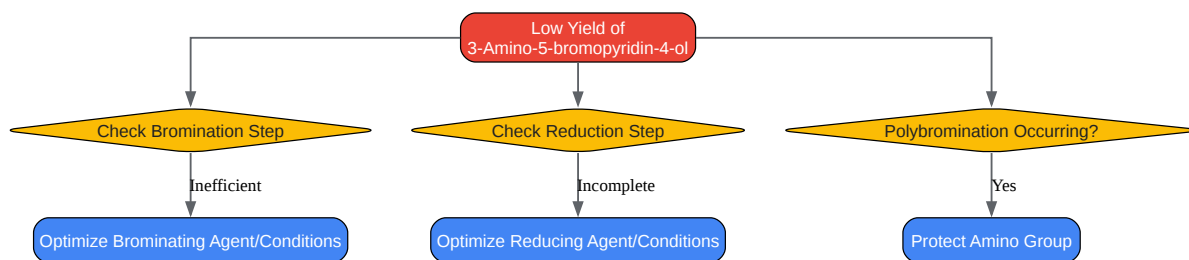 Low Yield of
3-Amino-5-bromopyridin-4-ol
Check Bromination Step
Check Reduction Step
Polybromination Occurring?
Inefficient
Incomplete
Yes
Optimize Brominating Agent/Conditions
Optimize Reducing Agent/Conditions
Protect Amino Group